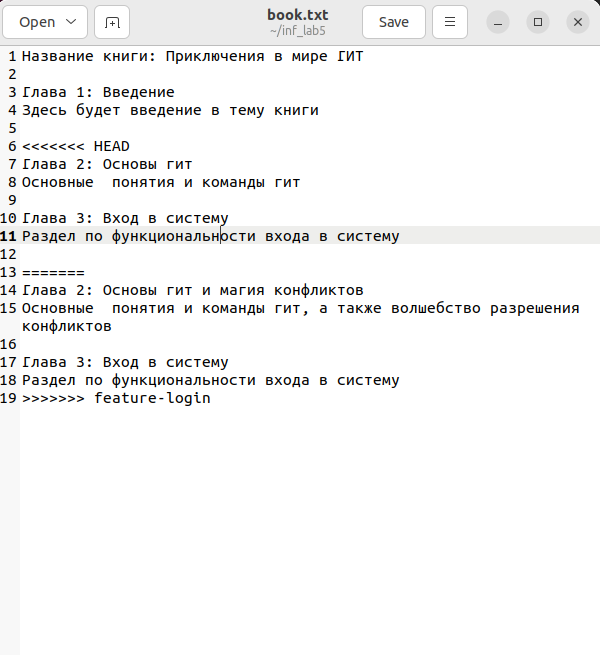 Open
book.txt
~/inf_lab5
Save
1 Название книги: Приключения в мире ГИТ
2
3 Глава 1: Введение
4 Здесь будет введение в тему книги
5
6 <<<<<<< HEAD
7 Глава 2: Основы гит
8 Основные  понятия и команды гит
9
10 Глава 3: Вход в систему
11 Раздел по функциональности входа в систему
12
13 =======
14 Глава 2: Основы гит и магия конфликтов
15 Основные  понятия и команды гит, а также волшебство разрешения
конфликтов
16
17 Глава 3: Вход в систему
18 Раздел по функциональности входа в систему
19 >>>>>>> feature-login